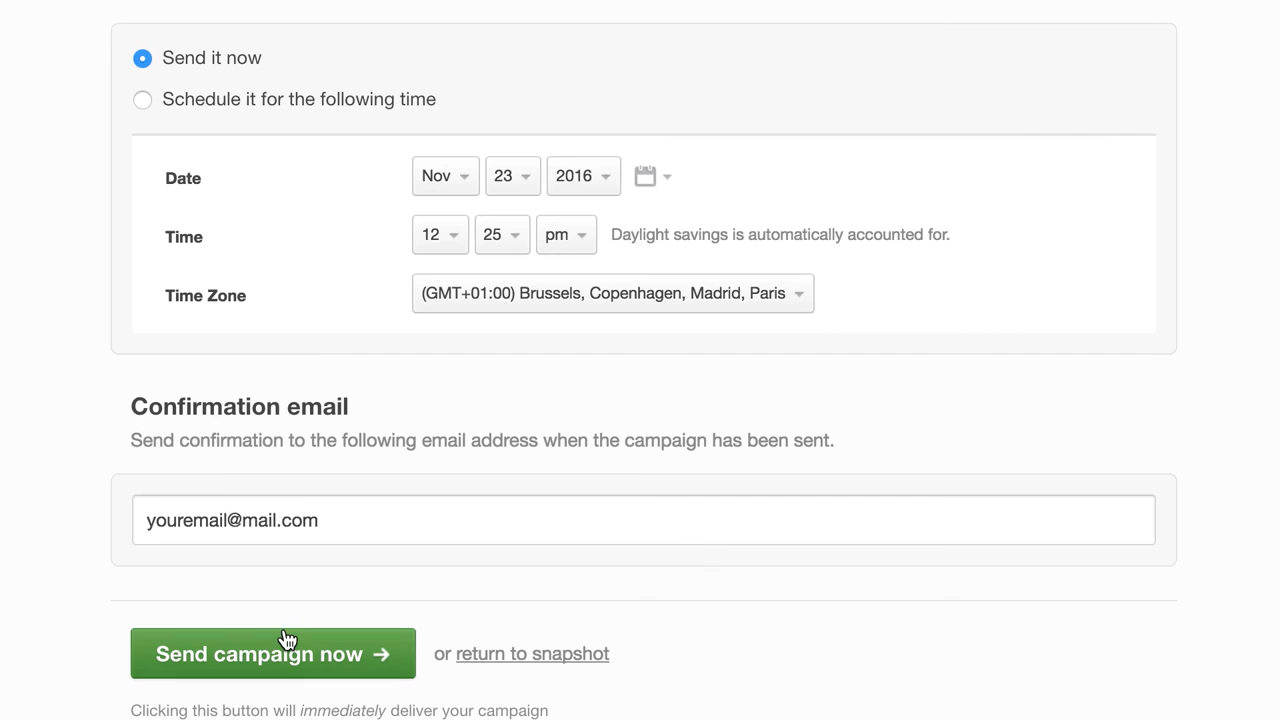 Send it now
Schedule it for the following time
Date Nov 23 2016
Time 12 25 pm Daylight savings is automatically accounted for.
Time Zone (GMT+01:00) Brussels, Copenhagen, Madrid, Paris
Confirmation email
Send confirmation to the following email address when the campaign has been sent.
youremail@mail.com
Send campaign now → or return to snapshot
Clicking this button will immediately deliver your campaign